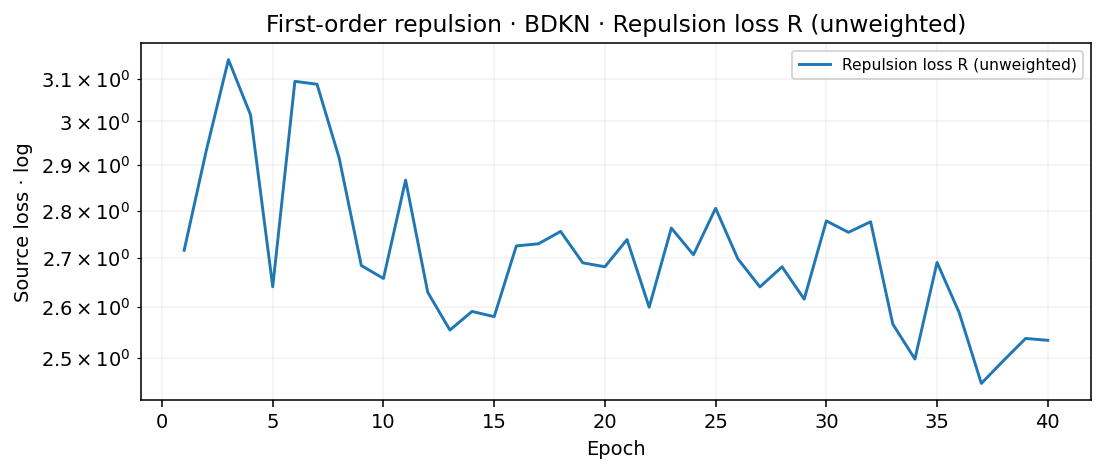 First-order repulsion · BDKN · Repulsion loss R (unweighted)
Repulsion loss R (unweighted)
Source loss · log
3.1 × 10⁰
3 × 10⁰
2.9 × 10⁰
2.8 × 10⁰
2.7 × 10⁰
2.6 × 10⁰
2.5 × 10⁰
0 5 10 15 20 25 30 35 40
Epoch